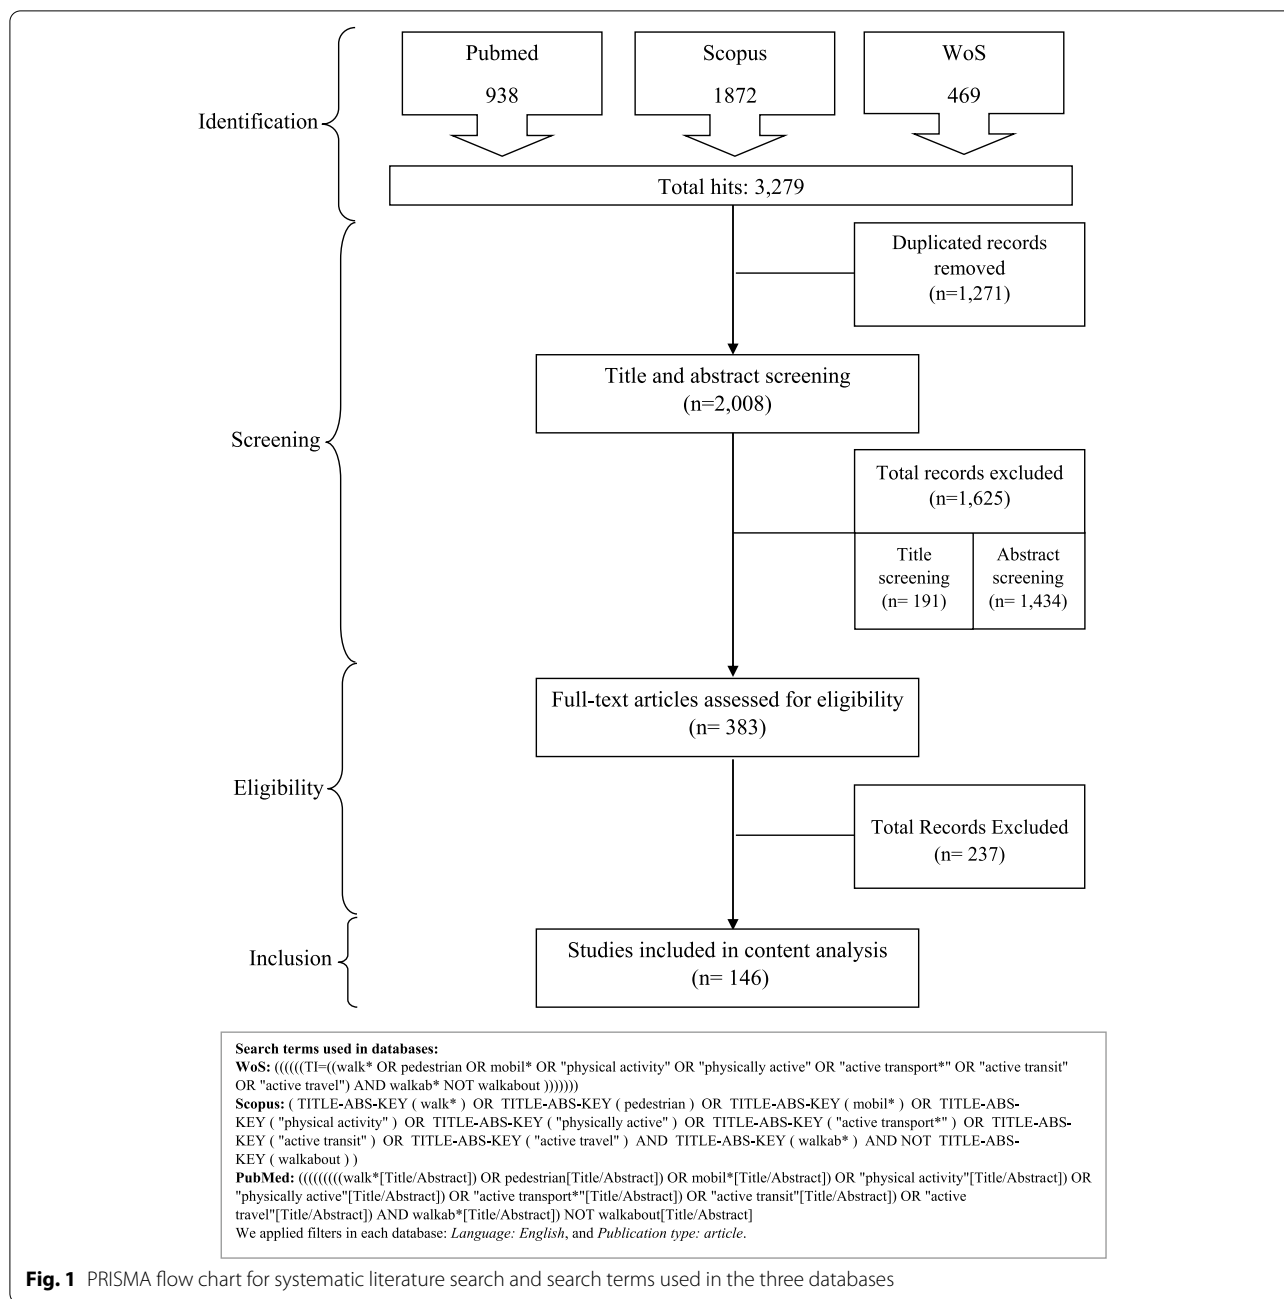 Pubmed
938
Scopus
1872
WoS
469
Identification
Total hits: 3,279
Duplicated records
removed
(n=1,271)
Title and abstract screening
(n=2,008)
Screening
Total records excluded
(n=1,625)
Title
screening
(n= 191)
Abstract
screening
(n= 1,434)
Full-text articles assessed for eligibility
(n= 383)
Eligibility
Total Records Excluded
(n= 237)
Studies included in content analysis
(n= 146)
Inclusion
Search terms used in databases:
WoS: ((((((TI=((walk* OR pedestrian OR mobil* OR "physical activity" OR "physically active" OR "active transport*" OR "active transit"
OR "active travel") AND walkab* NOT walkabout )))))))
Scopus: ( TITLE-ABS-KEY ( walk* ) OR TITLE-ABS-KEY ( pedestrian ) OR TITLE-ABS-KEY ( mobil* ) OR TITLE-ABS-
KEY ( "physical activity" ) OR TITLE-ABS-KEY ( "physically active" ) OR TITLE-ABS-KEY ( "active transport*" ) OR TITLE-ABS-
KEY ( "active transit" ) OR TITLE-ABS-KEY ( "active travel" ) AND TITLE-ABS-KEY ( walkab* ) AND NOT TITLE-ABS-
KEY ( walkabout ) )
PubMed: (((((((((walk*[Title/Abstract]) OR pedestrian[Title/Abstract]) OR mobil*[Title/Abstract]) OR "physical activity"[Title/Abstract]) OR
"physically active"[Title/Abstract]) OR "active transport*"[Title/Abstract]) OR "active transit"[Title/Abstract]) OR "active
travel"[Title/Abstract]) AND walkab*[Title/Abstract]) NOT walkabout[Title/Abstract]
We applied filters in each database: Language: English, and Publication type: article.
Fig. 1 PRISMA flow chart for systematic literature search and search terms used in the three databases